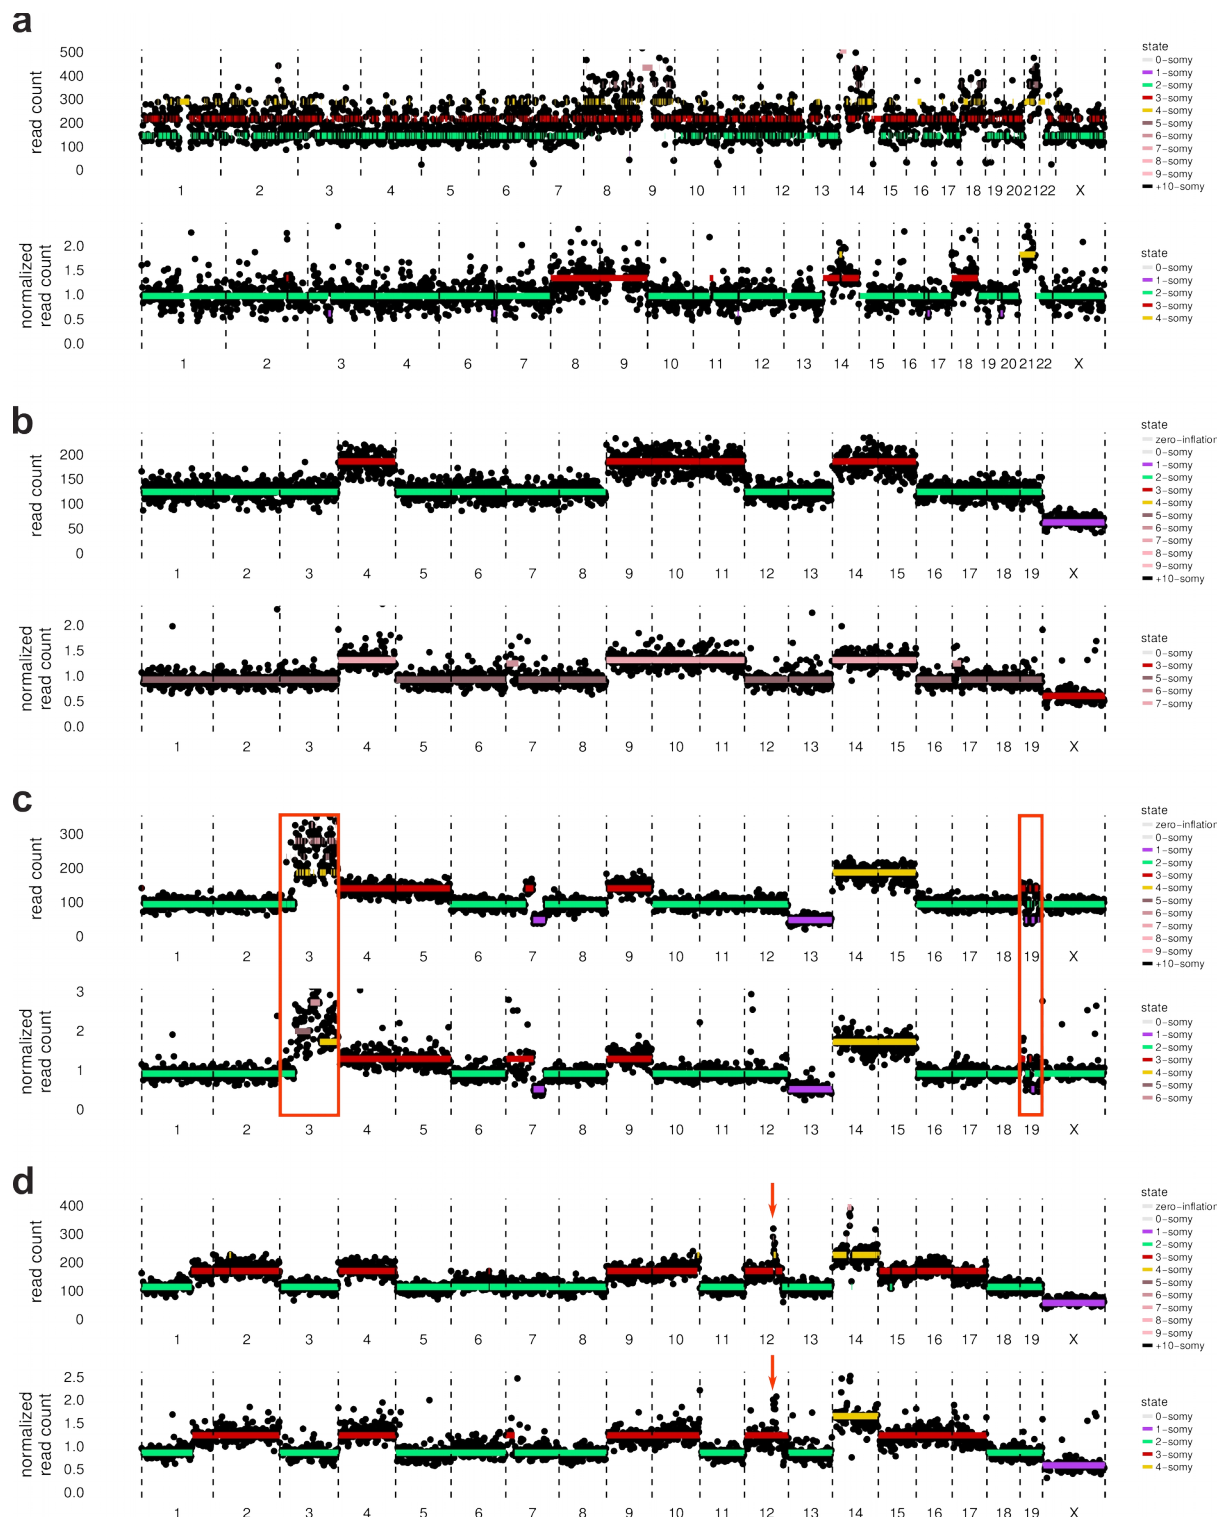 a
500
400
300
200
100
0
read count
1 2 3 4 5 6 7 8 9 10 11 12 13 14 15 16 17 18 19 20 21 22 X
state
0-somy
1-somy
2-somy
3-somy
4-somy
5-somy
6-somy
7-somy
8-somy
9-somy
+10-somy
2.0
1.5
1.0
0.5
0.0
normalized
read count
1 2 3 4 5 6 7 8 9 10 11 12 13 14 15 16 17 18 19 20 21 22 X
state
0-somy
1-somy
2-somy
3-somy
4-somy
b
200
150
100
50
0
read count
1 2 3 4 5 6 7 8 9 10 11 12 13 14 15 16 17 18 19 X
state
zero-inflation
0-somy
1-somy
2-somy
3-somy
4-somy
5-somy
6-somy
7-somy
8-somy
9-somy
+10-somy
2.0
1.5
1.0
0.5
0.0
normalized
read count
1 2 3 4 5 6 7 8 9 10 11 12 13 14 15 16 17 18 19 X
state
0-somy
3-somy
5-somy
6-somy
7-somy
c
300
200
100
0
read count
1 2 3 4 5 6 7 8 9 10 11 12 13 14 15 16 17 18 19 X
state
zero-inflation
0-somy
1-somy
2-somy
3-somy
4-somy
5-somy
6-somy
7-somy
8-somy
9-somy
+10-somy
3
2
1
0
normalized
read count
1 2 3 4 5 6 7 8 9 10 11 12 13 14 15 16 17 18 19 X
state
0-somy
1-somy
2-somy
3-somy
4-somy
5-somy
6-somy
d
400
300
200
100
0
read count
1 2 3 4 5 6 7 8 9 10 11 12 13 14 15 16 17 18 19 X
state
zero-inflation
0-somy
1-somy
2-somy
3-somy
4-somy
5-somy
6-somy
7-somy
8-somy
9-somy
+10-somy
2.5
2.0
1.5
1.0
0.5
0.0
normalized
read count
1 2 3 4 5 6 7 8 9 10 11 12 13 14 15 16 17 18 19 X
state
0-somy
1-somy
2-somy
3-somy
4-somy